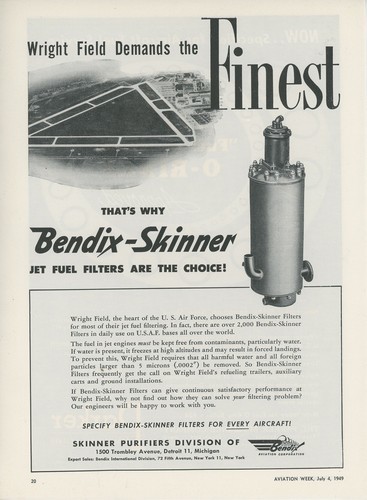 Wright Field Demands the
Finest
THAT'S WHY
Bendix-Skinner
JET FUEL FILTERS ARE THE CHOICE!
Wright Field, the heart of the U. S. Air Force, chooses Bendix-Skinner Filters
for most of their jet fuel filtering. In fact, there are over 2,000 Bendix-Skinner
Filters in daily use on U.S.A.F. bases all over the world.
The fuel in jet engines must be kept free from contaminants, particularly water.
If water is present, it freezes at high altitudes and may result in forced landings.
To prevent this, Wright Field requires that all harmful water and all foreign
particles larger than 5 microns (.0002") be removed. So Bendix-Skinner
Filters frequently get the call on Wright Field's refueling trailers, auxiliary
carts and ground installations.
If Bendix-Skinner Filters can give continuous satisfactory performance at
Wright Field, why not find out how they can solve your filtering problem?
Our engineers will be happy to work with you.
SPECIFY BENDIX-SKINNER FILTERS FOR EVERY AIRCRAFT!
SKINNER PURIFIERS DIVISION OF
1500 Trombley Avenue, Detroit 11, Michigan
Export Sales: Bendix International Division, 72 Fifth Avenue, New York 11, New York
Bendix
AVIATION CORPORATION
20
AVIATION WEEK, July 4, 1949